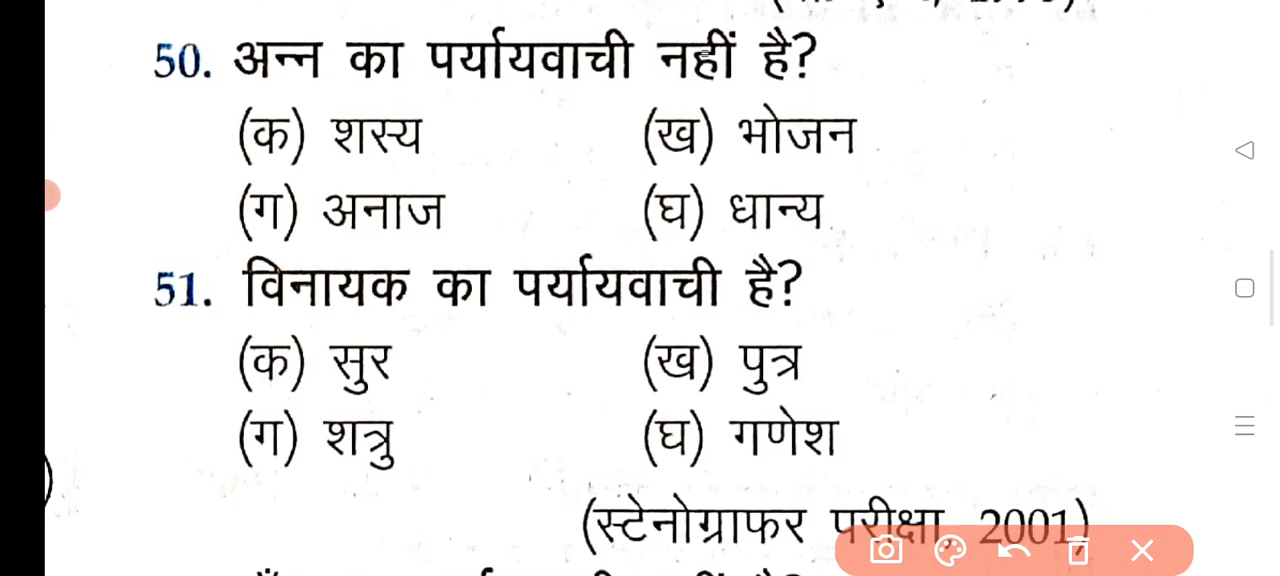 50. अन्न का पर्यायवाची नहीं है?
(क) शस्य (ख) भोजन
(ग) अनाज (घ) धान्य
51. विनायक का पर्यायवाची है?
(क) सुर (ख) पुत्र
(ग) शत्रु (घ) गणेश
(स्टेनोग्राफर परीक्षा, 2001)